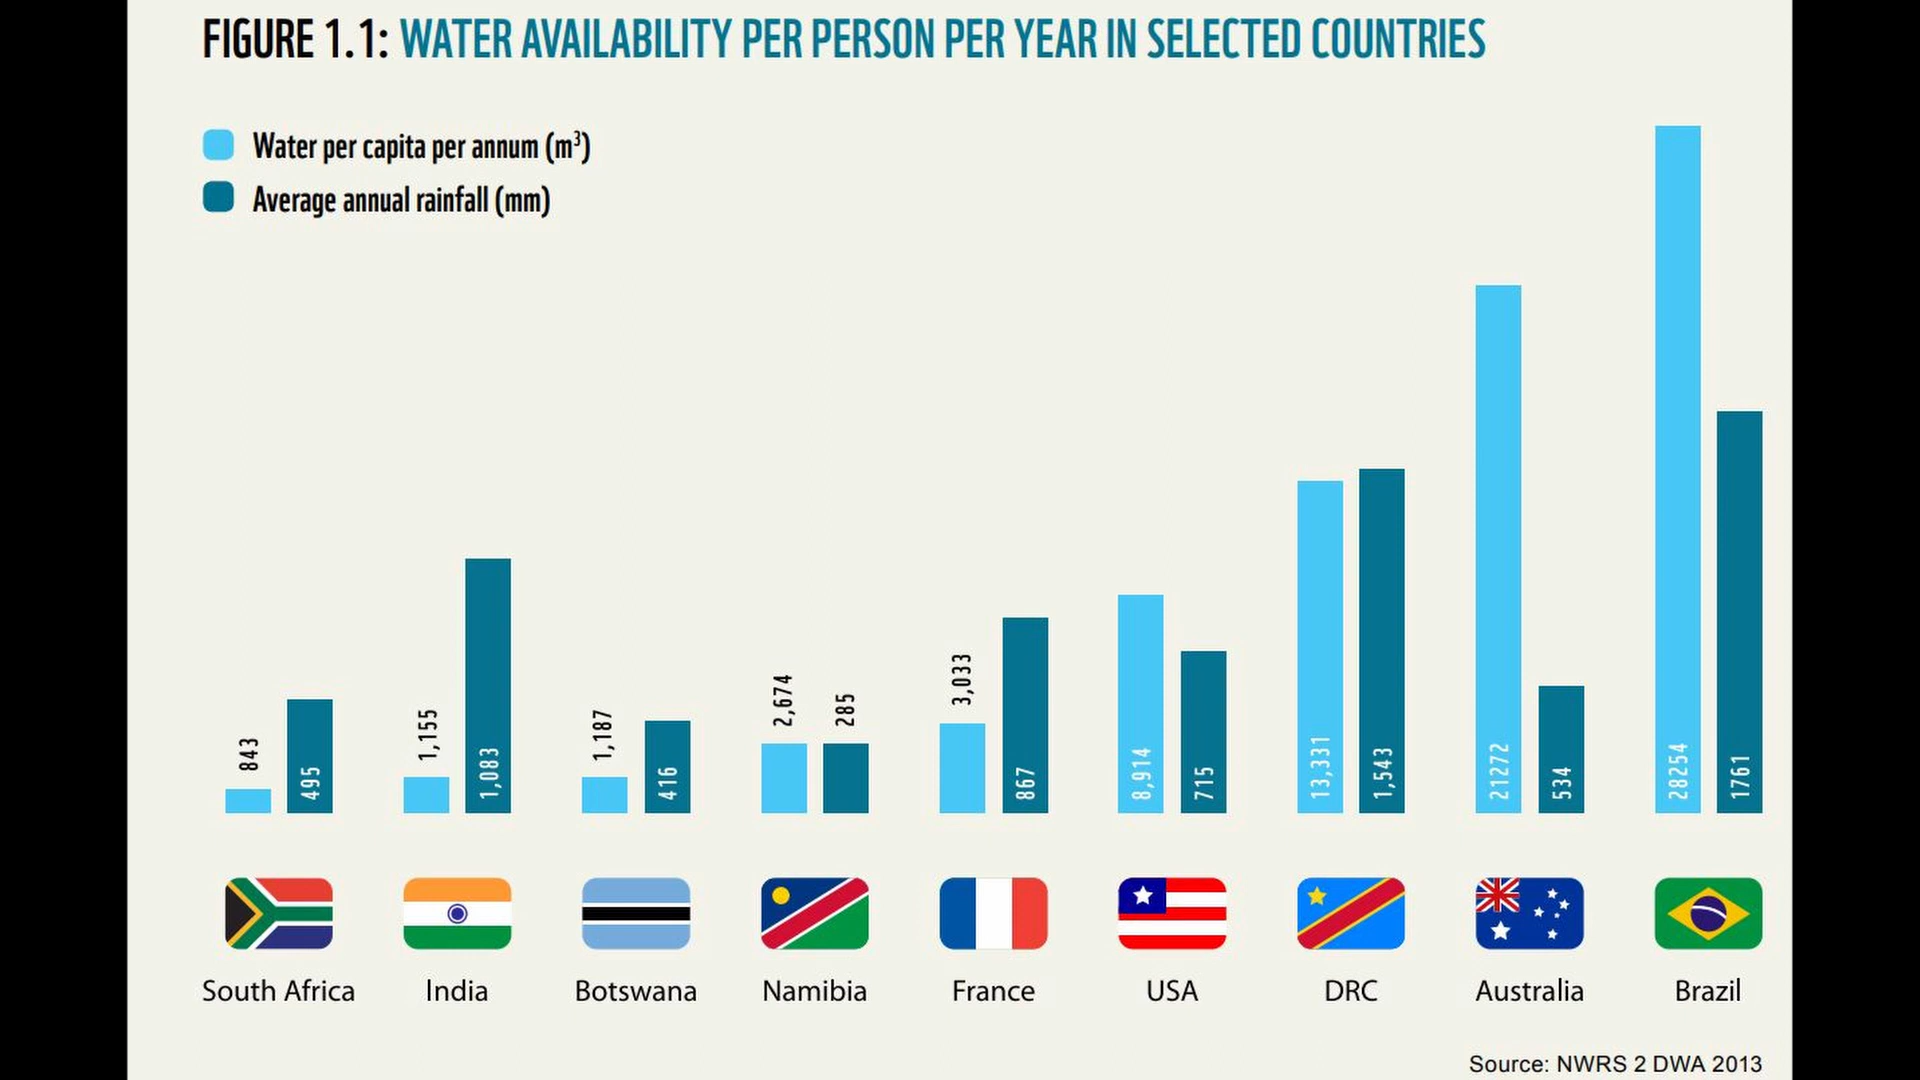 FIGURE 1.1: WATER AVAILABILITY PER PERSON PER YEAR IN SELECTED COUNTRIES
Water per capita per annum (m³)
Average annual rainfall (mm)
843
495
1,155
1,083
1,187
416
2,674
285
3,033
867
8,914
715
13,331
1,543
21272
534
28254
1761
South Africa
India
Botswana
Namibia
France
USA
DRC
Australia
Brazil
Source: NWRS 2 DWA 2013